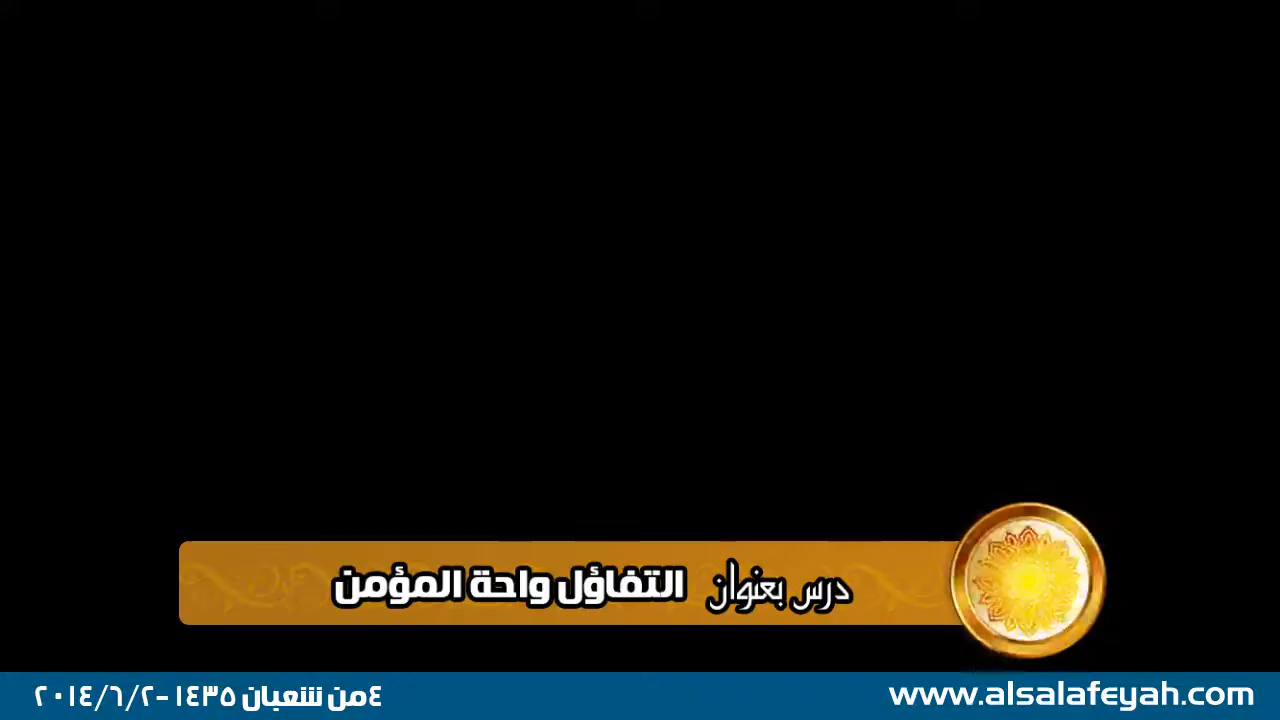 درس بعنوان التفاؤل واحة المؤمن
٤من شعبان ١٤٣٥-٢٠١٤/٦/٢
www.alsalafeyah.com